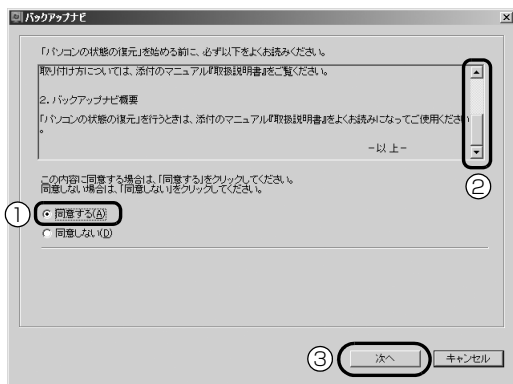 バックアップナビ
「パソコンの状態の復元」を始める前に、必ず以下をよくお読みください。
取り付け方については、添付のマニュアル『取扱説明書』をご覧ください。
2. バックアップナビ概要
「パソコンの状態の復元」を行うときは、添付のマニュアル『取扱説明書』をよくお読みになってご使用ください
。
－以上－
②
この内容に同意する場合は、「同意する」をクリックしてください。
同意しない場合は、「同意しない」をクリックしてください。
① 同意する(A)
同意しない(D)
③ 次へ キャンセル